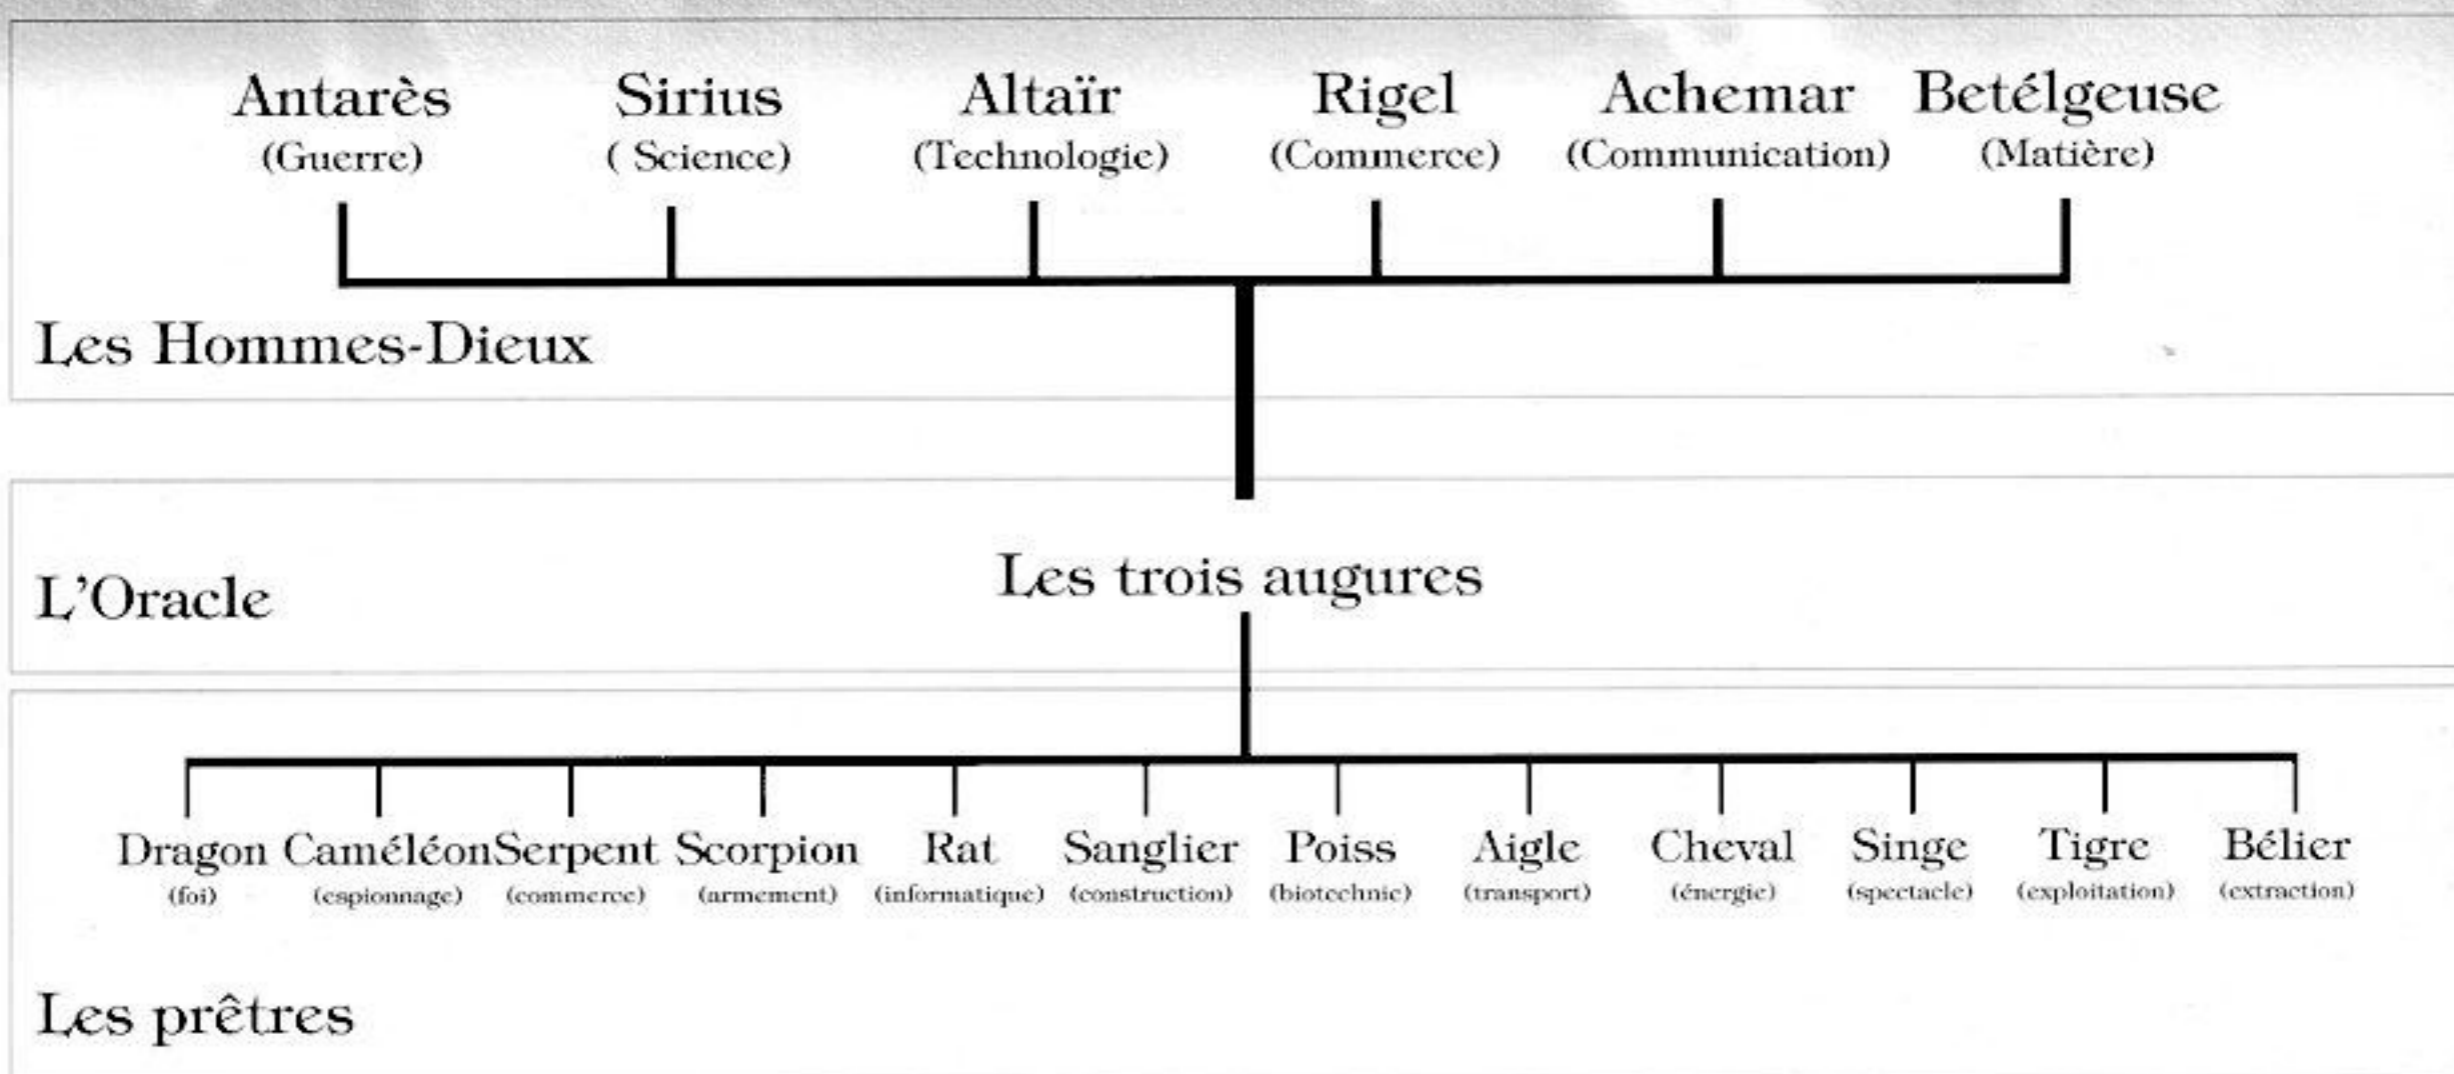 Antarès Sirius Altaïr Rigel Achemar Betélgeuse
(Guerre) ( Science) (Technologie) (Commerce) (Communication) (Matière)
Les Hommes-Dieux
Les trois augures
L'Oracle
Dragon Caméléon Serpent Scorpion Rat Sanglier Poiss Aigle Cheval Singe Tigre Bélier
(foi) (espionnage) (commerce) (armement) (informatique) (construction) (biotechnic) (transport) (énergie) (spectacle) (exploitation) (extraction)
Les prêtres